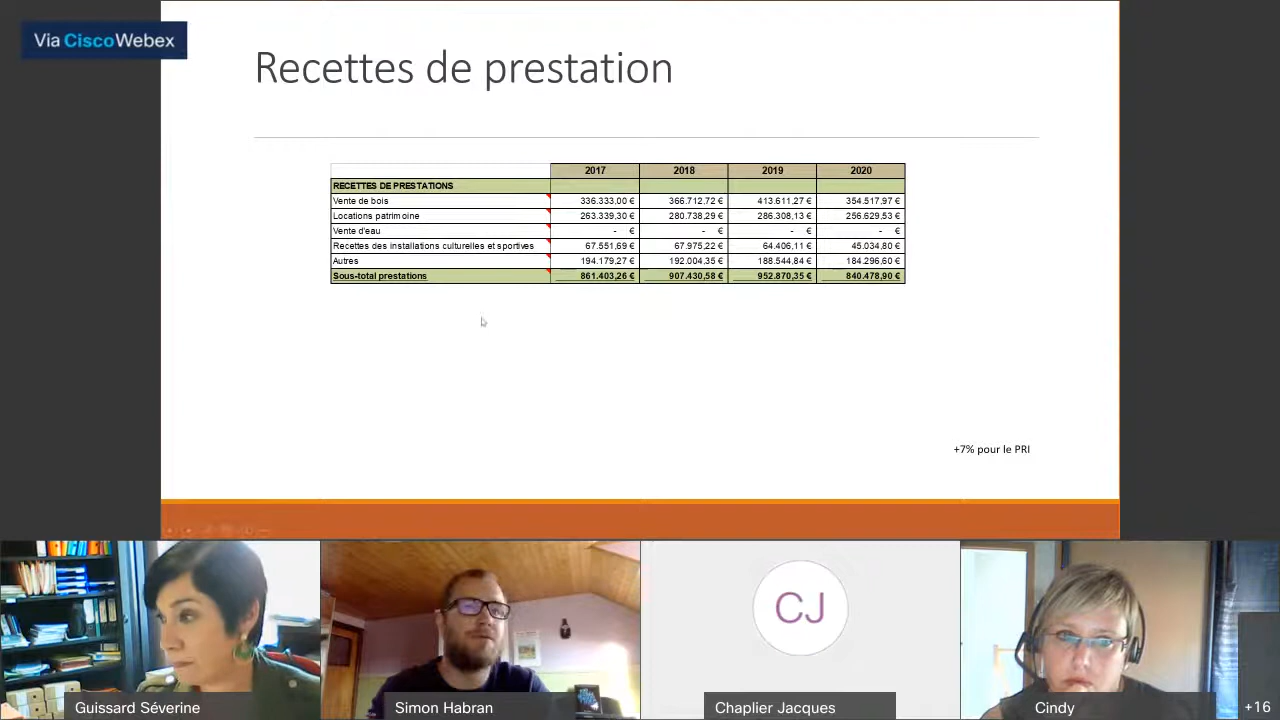 Via CiscoWebex
Recettes de prestation
2017 2018 2019 2020
RECETTES DE PRESTATIONS
Vente de bois 336.333,00 € 366.712,72 € 413.611,27 € 354.517,97 €
Locations patrimoine 263.339,30 € 280.738,29 € 286.308,13 € 256.629,53 €
Vente d'eau - € - € - € - €
Recettes des installations culturelles et sportives 67.551,69 € 67.975,22 € 64.406,11 € 45.034,80 €
Autres 194.179,27 € 192.004,35 € 188.544,84 € 184.296,60 €
Sous-total prestations 861.403,26 € 907.430,58 € 952.870,35 € 840.478,90 €
+7% pour le PRI
CJ
Guissard Séverine
Simon Habran
Chaplier Jacques
Cindy
+16